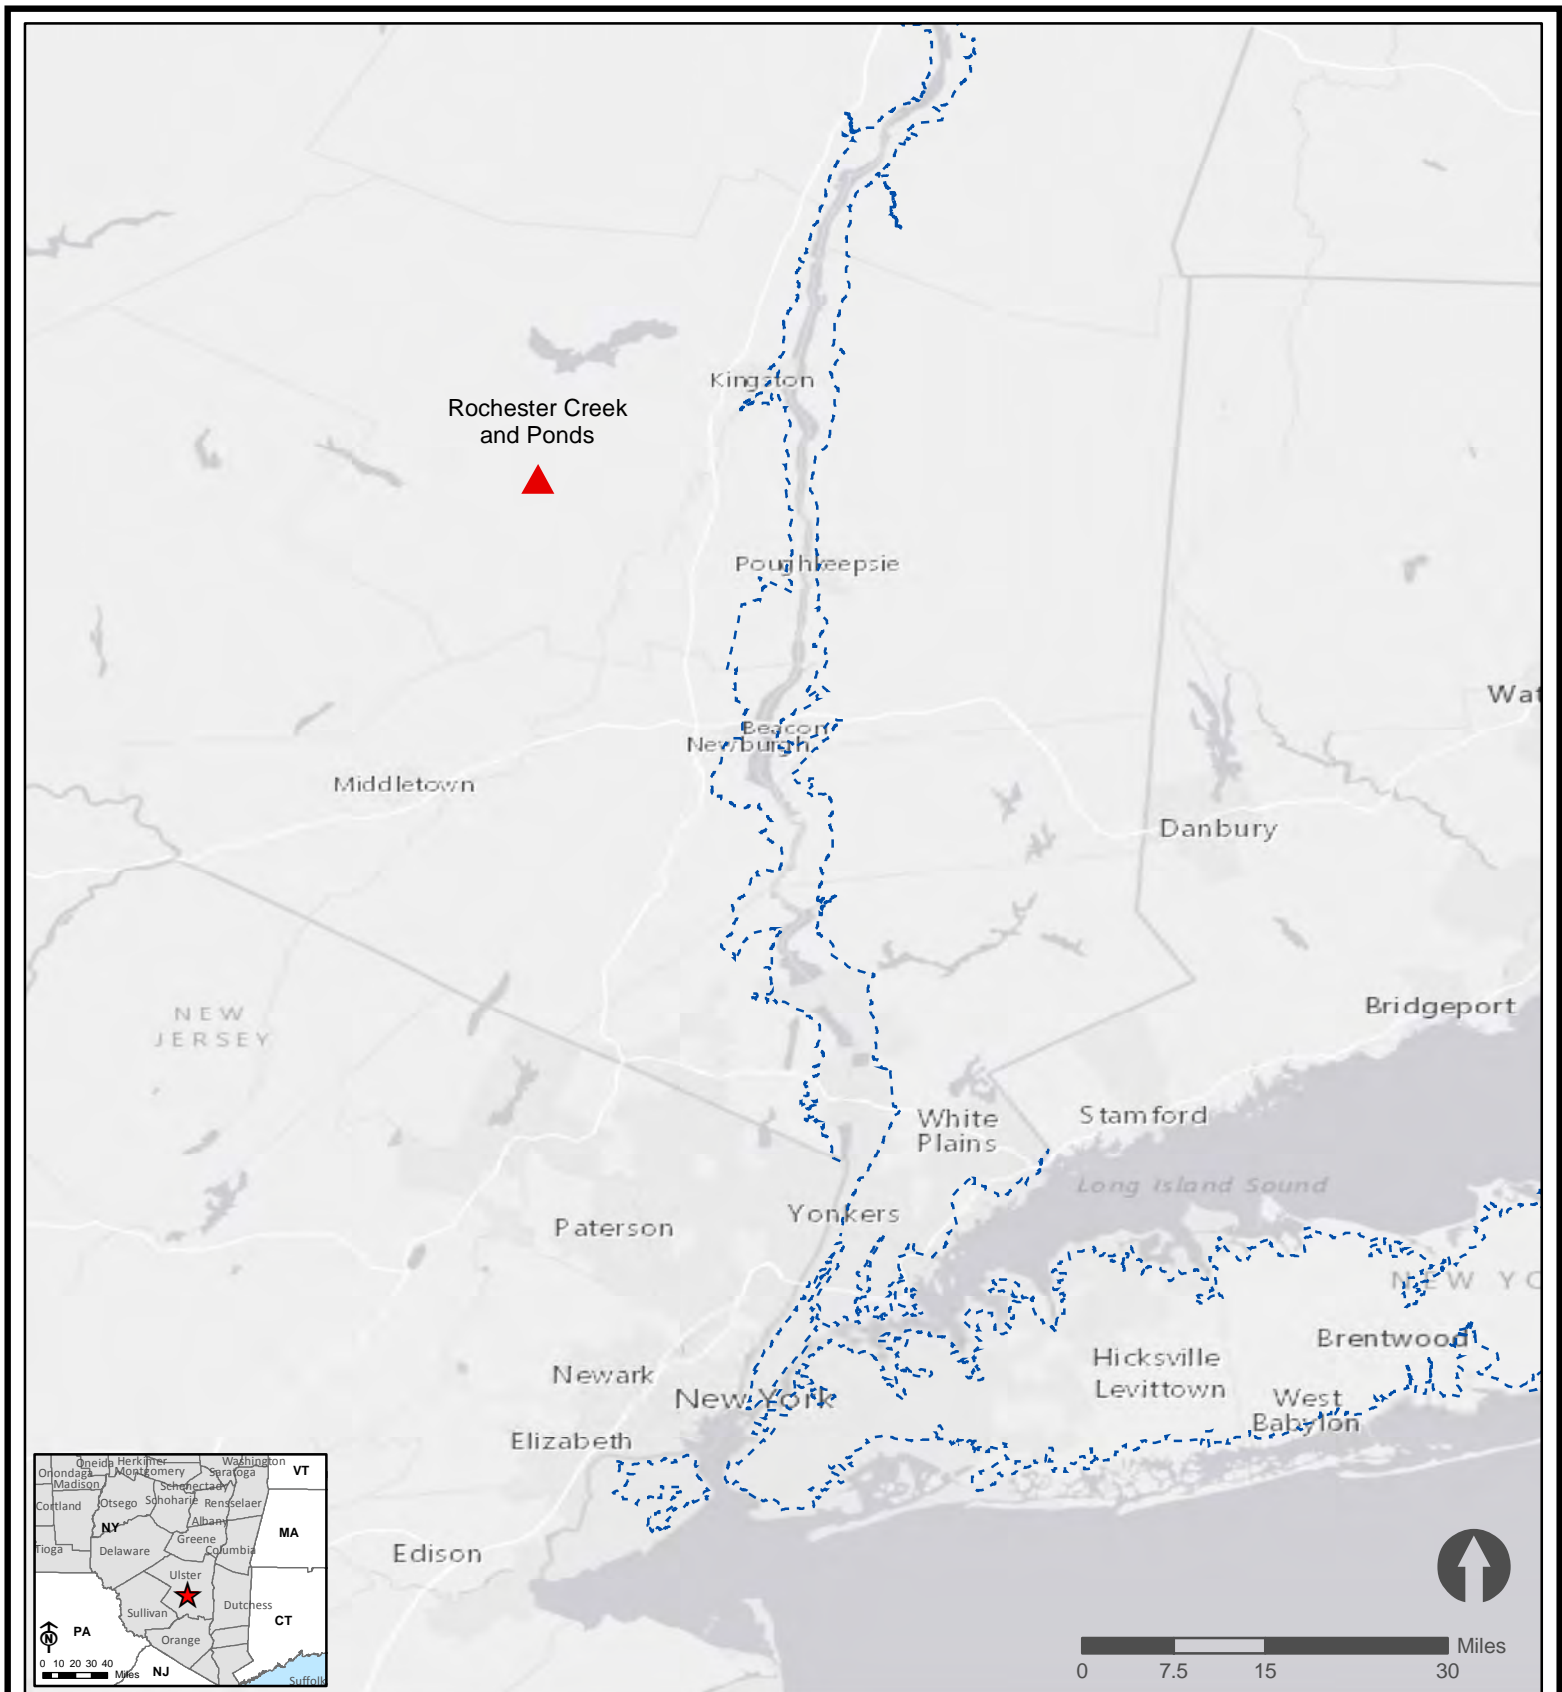 Kingston
Rochester Creek
and Ponds
Poughkeepsie
Wat
Beacon
Newburgh
Middletown
Danbury
NEW
JERSEY
Bridgeport
White
Plains
Stamford
Long Island Sound
Yonkers
Paterson
NEW YO
Brentwood
Hicksville
Levittown
Newark
New York
West
Babylon
Elizabeth
Edison
Oneida
Herkimer
Washington
Onondaga
Montgomery
Saratoga
VT
Madison
Schenectady
Cortland
Otsego
Schoharie
Rensselaer
NY
Albany
MA
Greene
Tioga
Delaware
Columbia
Ulster
Sullivan
Dutchess
CT
PA
N
Orange
0 10 20 30 40
Miles
NJ
Suffolk
Miles
0 7.5 15 30